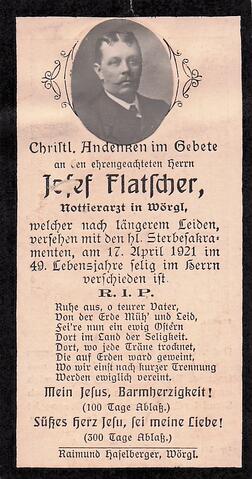 Christl. Andenken im Gebete
an den ehrengeachteten Herrn
Josef Flatscher,
Nottierarzt in Wörgl,
welcher nach längerem Leiden,
versehen mit den hl. Sterbesakra-
menten, am 17. April 1921 im
49. Lebensjahre selig im Herrn
verschieden ist.
R. I. P.
Ruhe aus, o teurer Vater,
Von der Erde Müh' und Leid,
Fei're nun ein ewig Ostern
Dort im Land der Seligkeit.
Dort, wo jede Träne trocknet,
Die auf Erden ward geweint,
Wo wir einst nach kurzer Trennung
Werden ewiglich vereint.
Mein Jesus, Barmherzigkeit!
(100 Tage Ablaß.)
Süßes Herz Jesu, sei meine Liebe!
(300 Tage Ablaß.)
Raimund Haselberger, Wörgl.